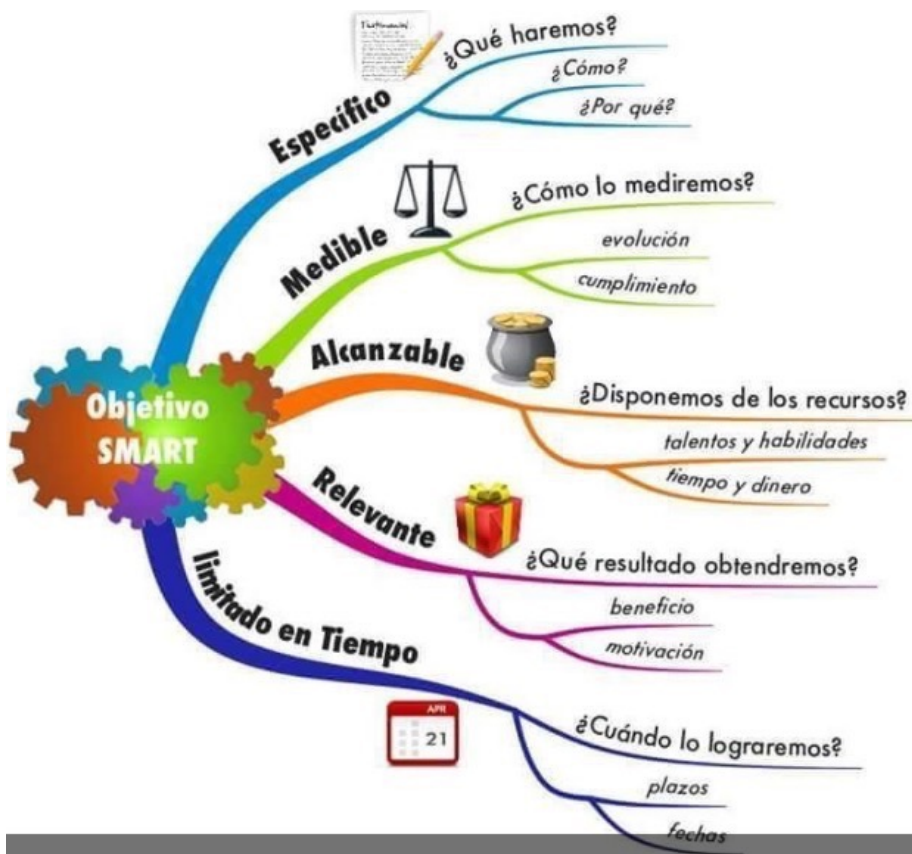 Testimonial
¿Qué haremos?
¿Cómo?
¿Por qué?
Específico
¿Cómo lo mediremos?
evolución
cumplimiento
Medible
Alcanzable
¿Disponemos de los recursos?
talentos y habilidades
tiempo y dinero
Objetivo
SMART
Relevante
¿Qué resultado obtendremos?
beneficio
motivación
limitado en Tiempo
APR
21
¿Cuándo lo lograremos?
plazos
fechas